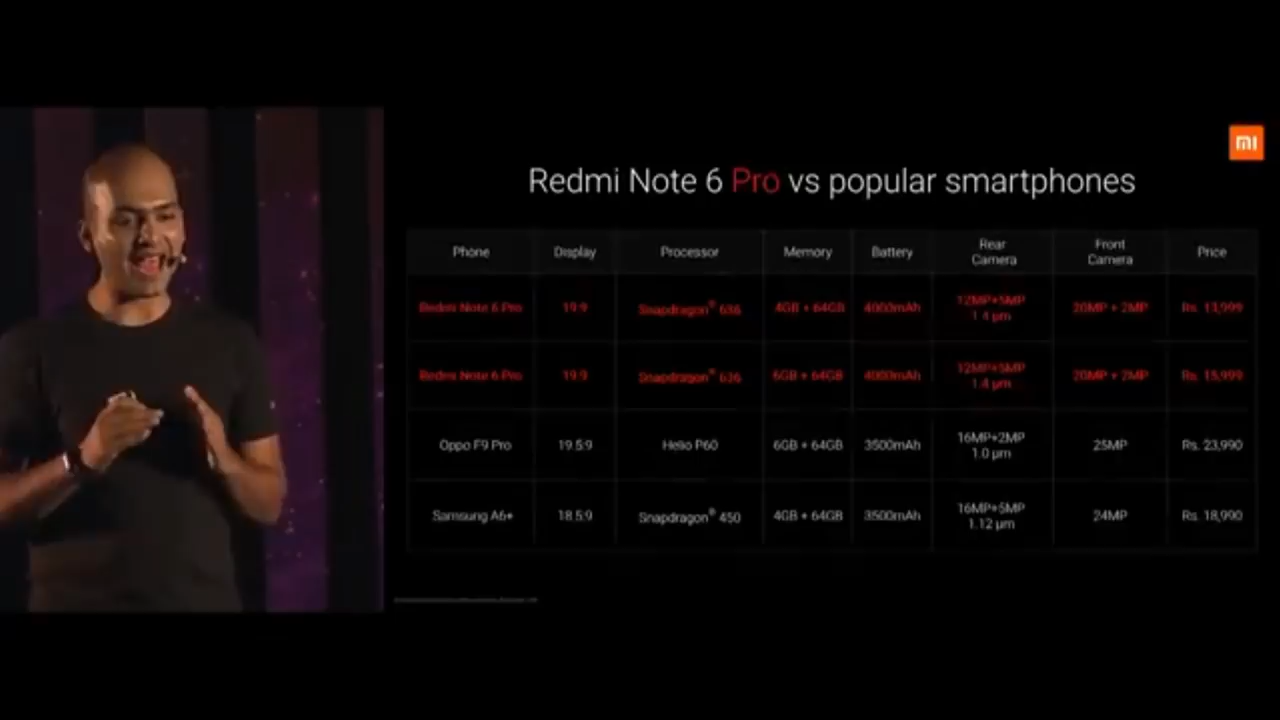 mi
Redmi Note 6 Pro vs popular smartphones
Phone Display Processor Memory Battery Rear Camera Front Camera Price
Redmi Note 6 Pro 19:9 Snapdragon® 636 4GB + 64GB 4000mAh 12MP+5MP 1.4 μm 20MP + 2MP Rs. 13,999
Redmi Note 6 Pro 19:9 Snapdragon® 636 6GB + 64GB 4000mAh 12MP+5MP 1.4 μm 20MP + 2MP Rs. 15,999
Oppo F9 Pro 19.5:9 Helio P60 6GB + 64GB 3500mAh 16MP+2MP 1.0 μm 25MP Rs. 23,990
Samsung A6+ 18.5:9 Snapdragon® 450 4GB + 64GB 3500mAh 16MP+5MP 1.12 μm 24MP Rs. 18,990